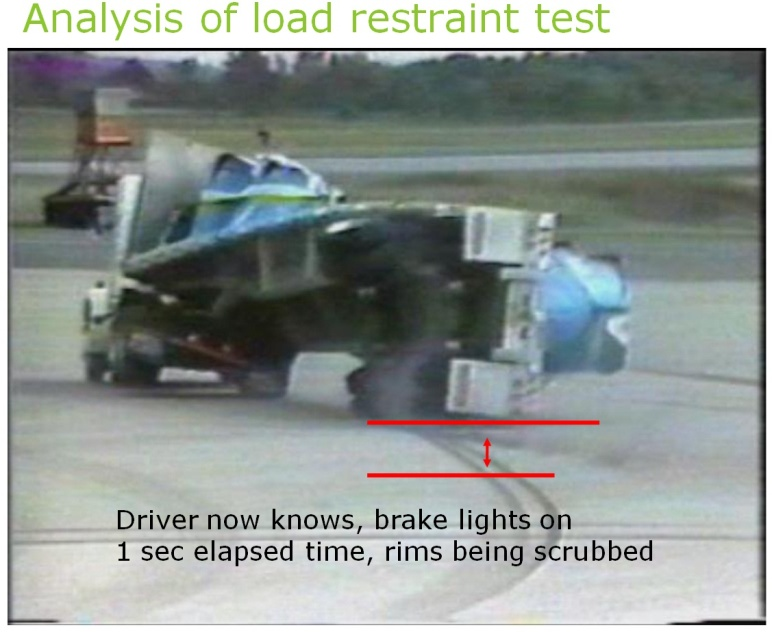 Analysis of load restraint test
Driver now knows, brake lights on
1 sec elapsed time, rims being scrubbed